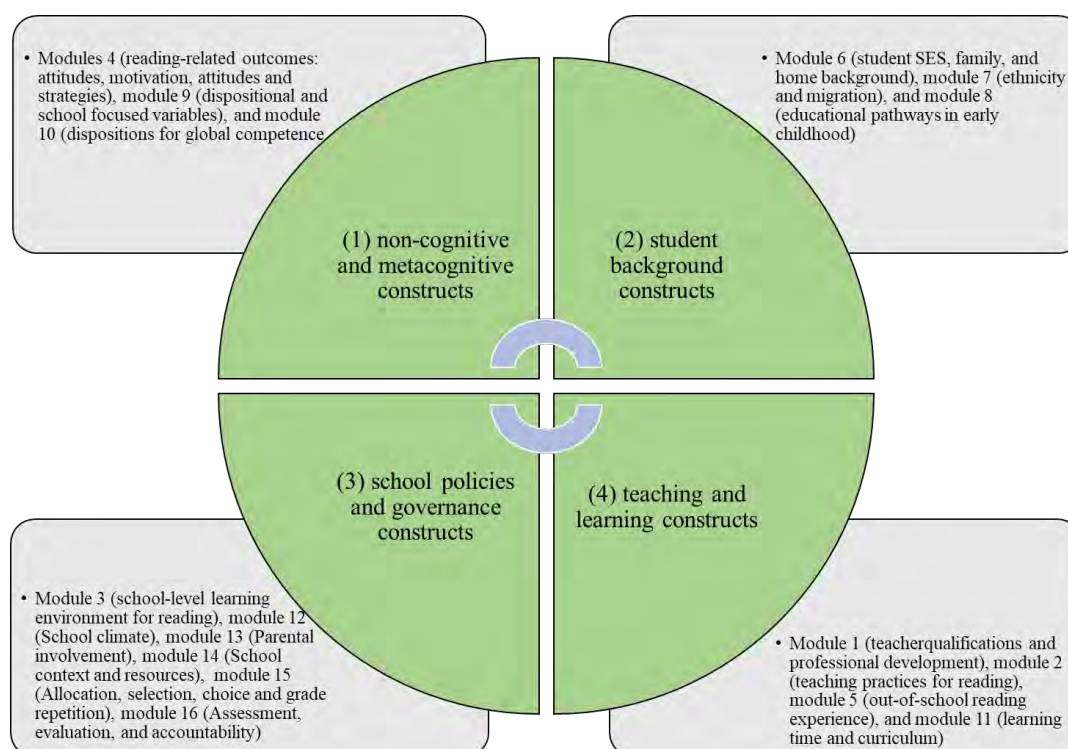 • Modules 4 (reading-related outcomes:
attitudes, motivation, attitudes and
strategies), module 9 (dispositional and
school focused variables), and module
10 (dispositions for global competence
• Module 6 (student SES, family, and
home background), module 7 (ethnicity
and migration), and module 8
(educational pathways in early
childhood)
(1) non-cognitive
and metacognitive
constructs
(2) student
background
constructs
(3) school policies
and governance
constructs
(4) teaching and
learning constructs
• Module 3 (school-level learning
environment for reading), module 12
(School climate), module 13 (Parental
involvement), module 14 (School
context and resources), module 15
(Allocation, selection, choice and grade
repetition), module 16 (Assessment,
evaluation, and accountability)
• Module 1 (teacherqualifications and
professional development), module 2
(teaching practices for reading),
module 5 (out-of-school reading
experience), and module 11 (learning
time and curriculum)